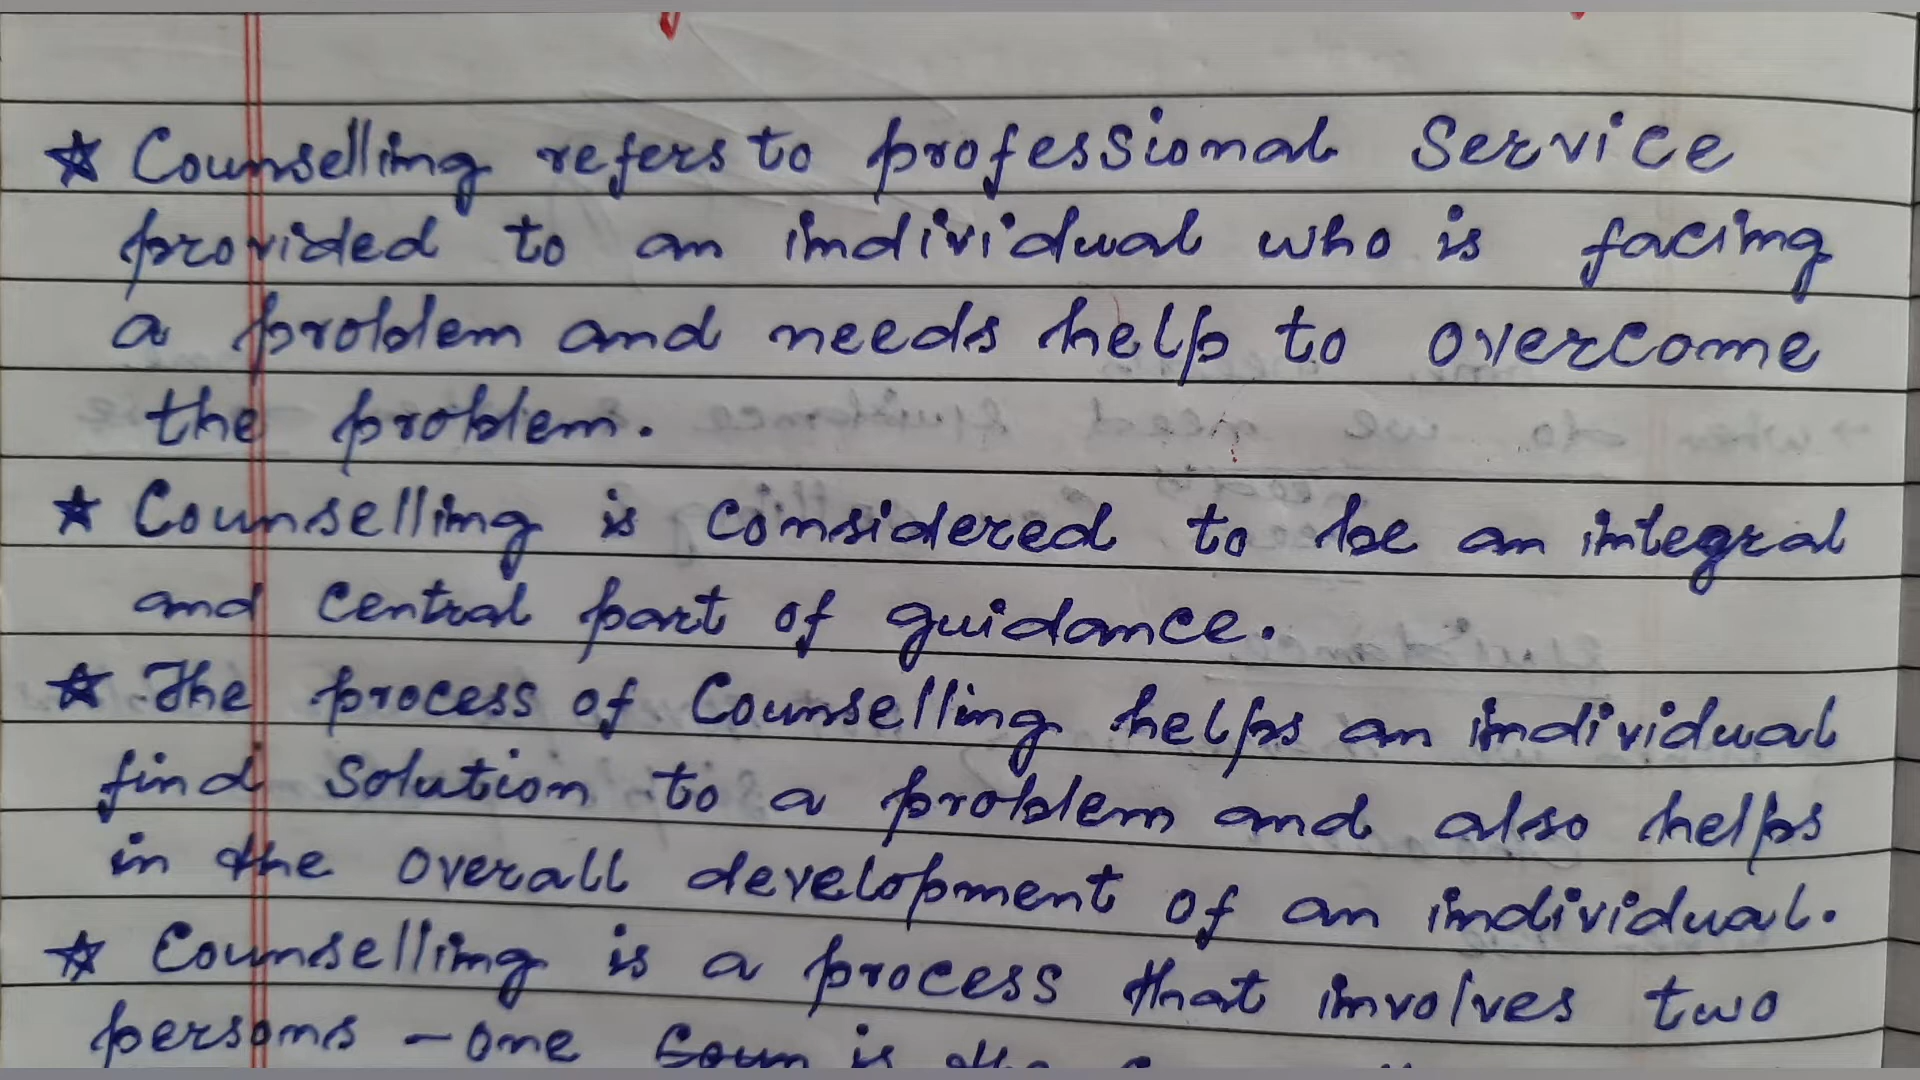 ☆ Counselling refers to professional Service
provided to an individual who is facing
a problem and needs help to overcome
the problem.
☆ Counselling is considered to be an integral
and central part of guidance.
☆ The process of Counselling helps an individual
find Solution to a problem and also helps
in the overall development of an individual.
☆ Counselling is a process that involves two
persons - one is the